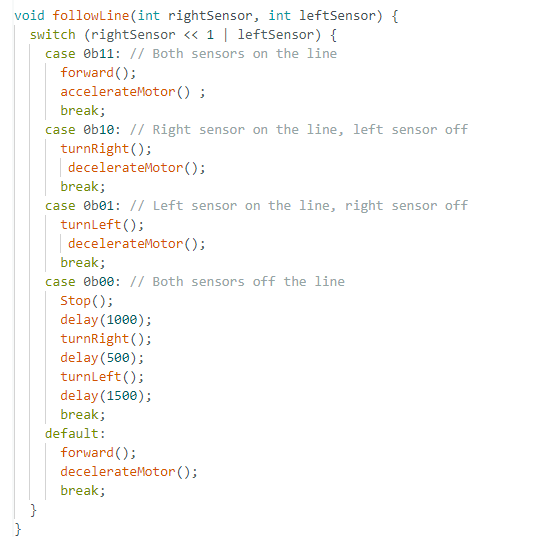 void followLine(int rightSensor, int leftSensor) {
  switch (rightSensor << 1 | leftSensor) {
    case 0b11: // Both sensors on the line
      forward();
      accelerateMotor() ;
      break;
    case 0b10: // Right sensor on the line, left sensor off
      turnRight();
       decelerateMotor();
      break;
    case 0b01: // Left sensor on the line, right sensor off
      turnLeft();
       decelerateMotor();
      break;
    case 0b00: // Both sensors off the line
      Stop();
      delay(1000);
      turnRight();
      delay(500);
      turnLeft();
      delay(1500);
      break;
    default:
      forward();
      decelerateMotor();
      break;
  }
}